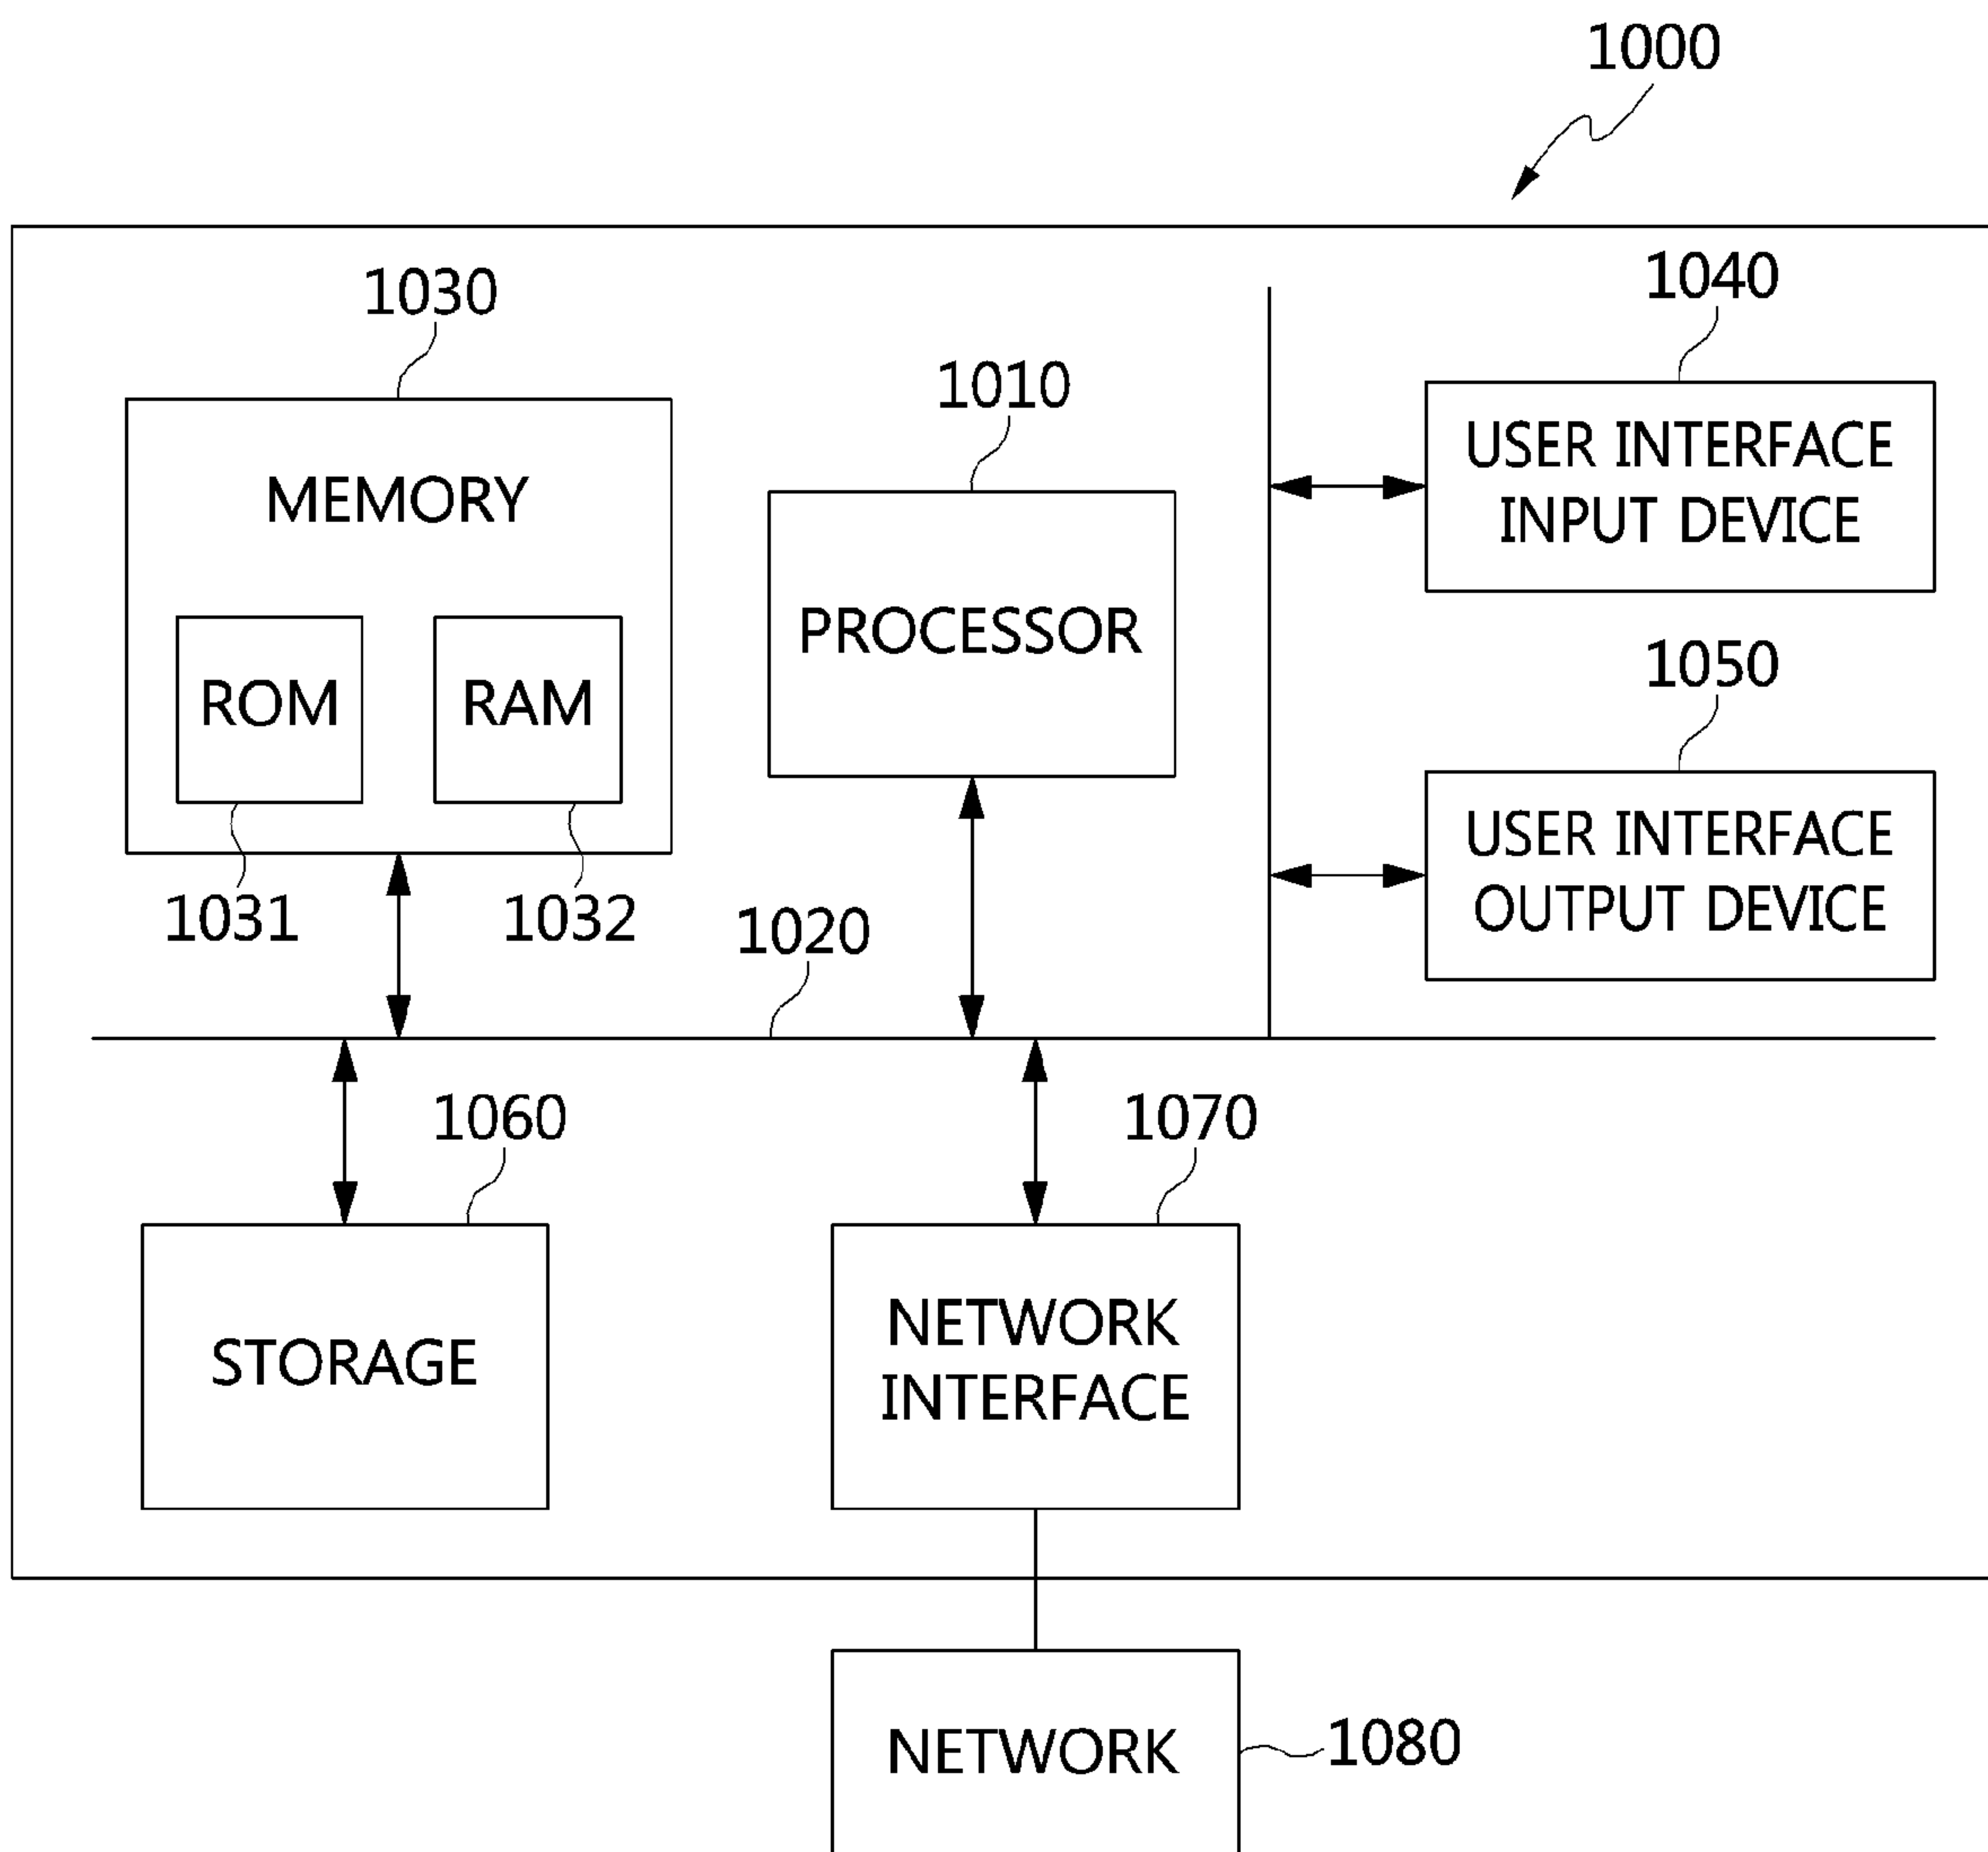 1000
1030
1040
1010
MEMORY
USER INTERFACE
INPUT DEVICE
PROCESSOR
ROM
RAM
1050
USER INTERFACE
OUTPUT DEVICE
1031
1032
1020
1060
1070
STORAGE
NETWORK
INTERFACE
NETWORK
1080